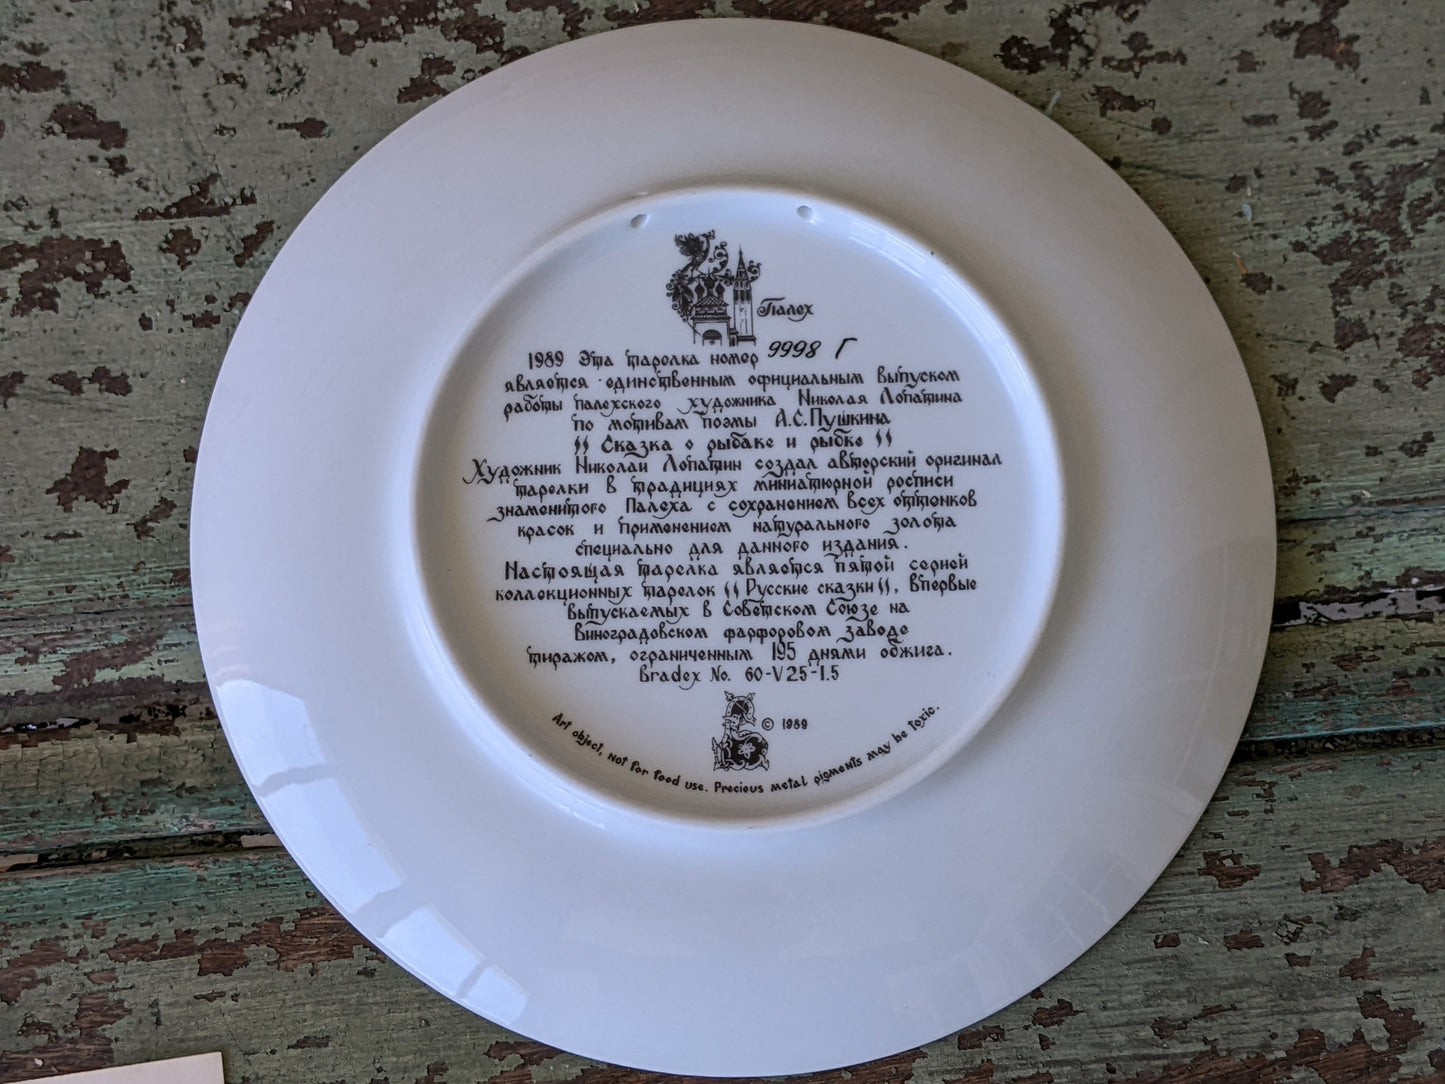 Палех
1989 Эта тарелка номер 9998 Г
является единственным официальным выпуском
работы палехского художника Николая Лопатина
по мотивам поэмы А.С.Пушкина
"Сказка о рыбаке и рыбке"
Художник Николай Лопатин создал авторский оригинал
тарелки в традициях миниатюрной росписи
знаменитого Палеха с сохранением всех оттенков
красок и применением натурального золота
специально для данного издания.
Настоящая тарелка является пятой серией
коллекционных тарелок "Русские сказки", впервые
выпускаемых в Советском Союзе на
Виноградовском фарфоровом заводе
тиражом, ограниченным 195 днями обжига.
Bradex No. 60-V25-1.5
© 1989
Art object, Not for food use. Precious metal pigments may be toxic.